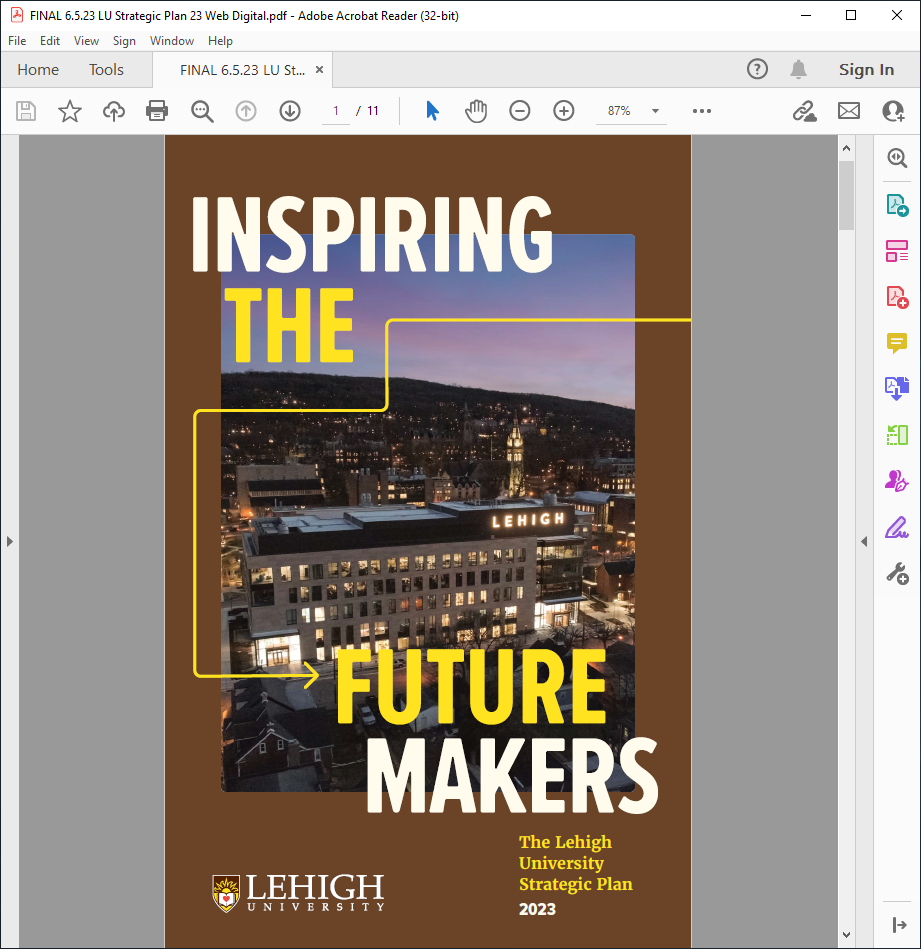 FINAL 6.5.23 LU Strategic Plan 23 Web Digital.pdf - Adobe Acrobat Reader (32-bit)
File Edit View Sign Window Help
Home Tools FINAL 6.5.23 LU St... × Sign In
1 / 11 87%
INSPIRING
THE
LEHIGH
FUTURE
MAKERS
The Lehigh
University
Strategic Plan
2023
LEHIGH
UNIVERSITY